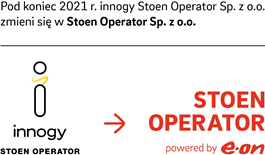 Pod koniec 2021 r. innogy Stoen Operator Sp. z o.o.
zmieni się w Stoen Operator Sp. z o.o.
innogy
STOEN OPERATOR
STOEN
OPERATOR
powered by e·on